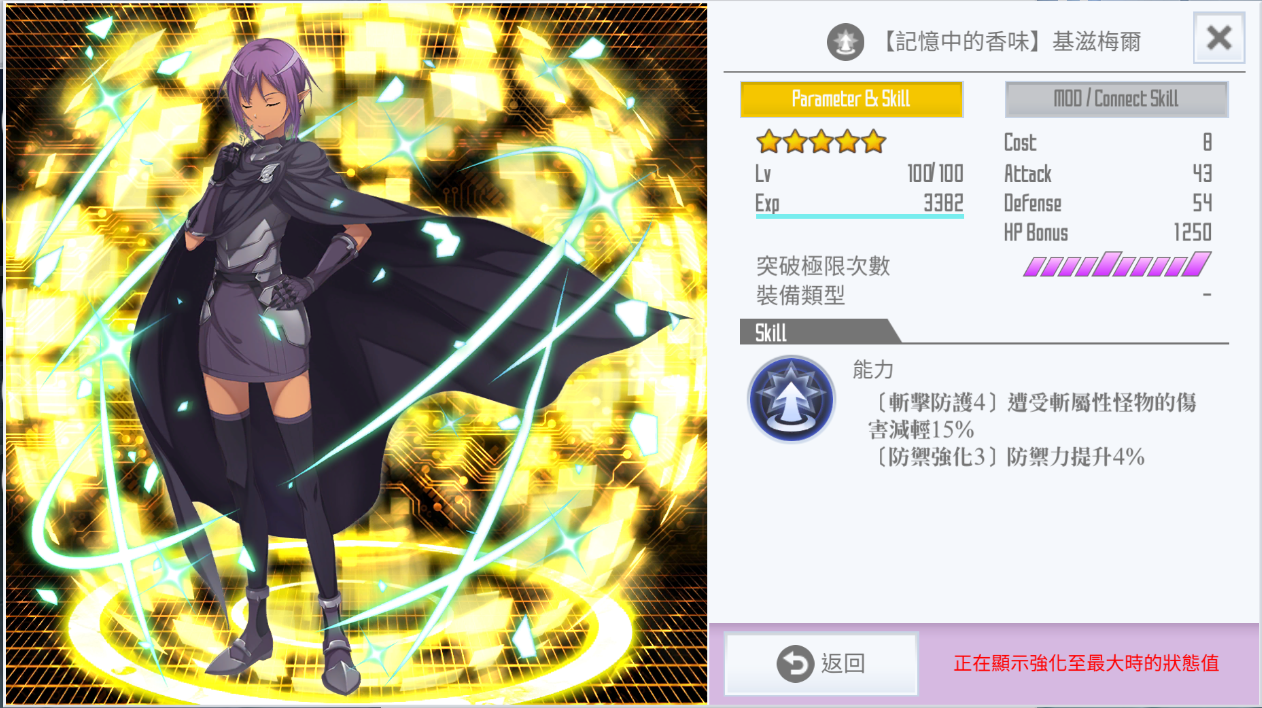 【記憶中的香味】基滋梅爾
Parameter & Skill
MOD / Connect Skill
Lv 100/100
Exp 3382
Cost 8
Attack 43
Defense 54
HP Bonus 1250
突破極限次數
裝備類型 -
Skill
能力
〔斬擊防護4〕遭受斬屬性怪物的傷
害減輕15%
〔防禦強化3〕防禦力提升4%
返回
正在顯示強化至最大時的狀態值